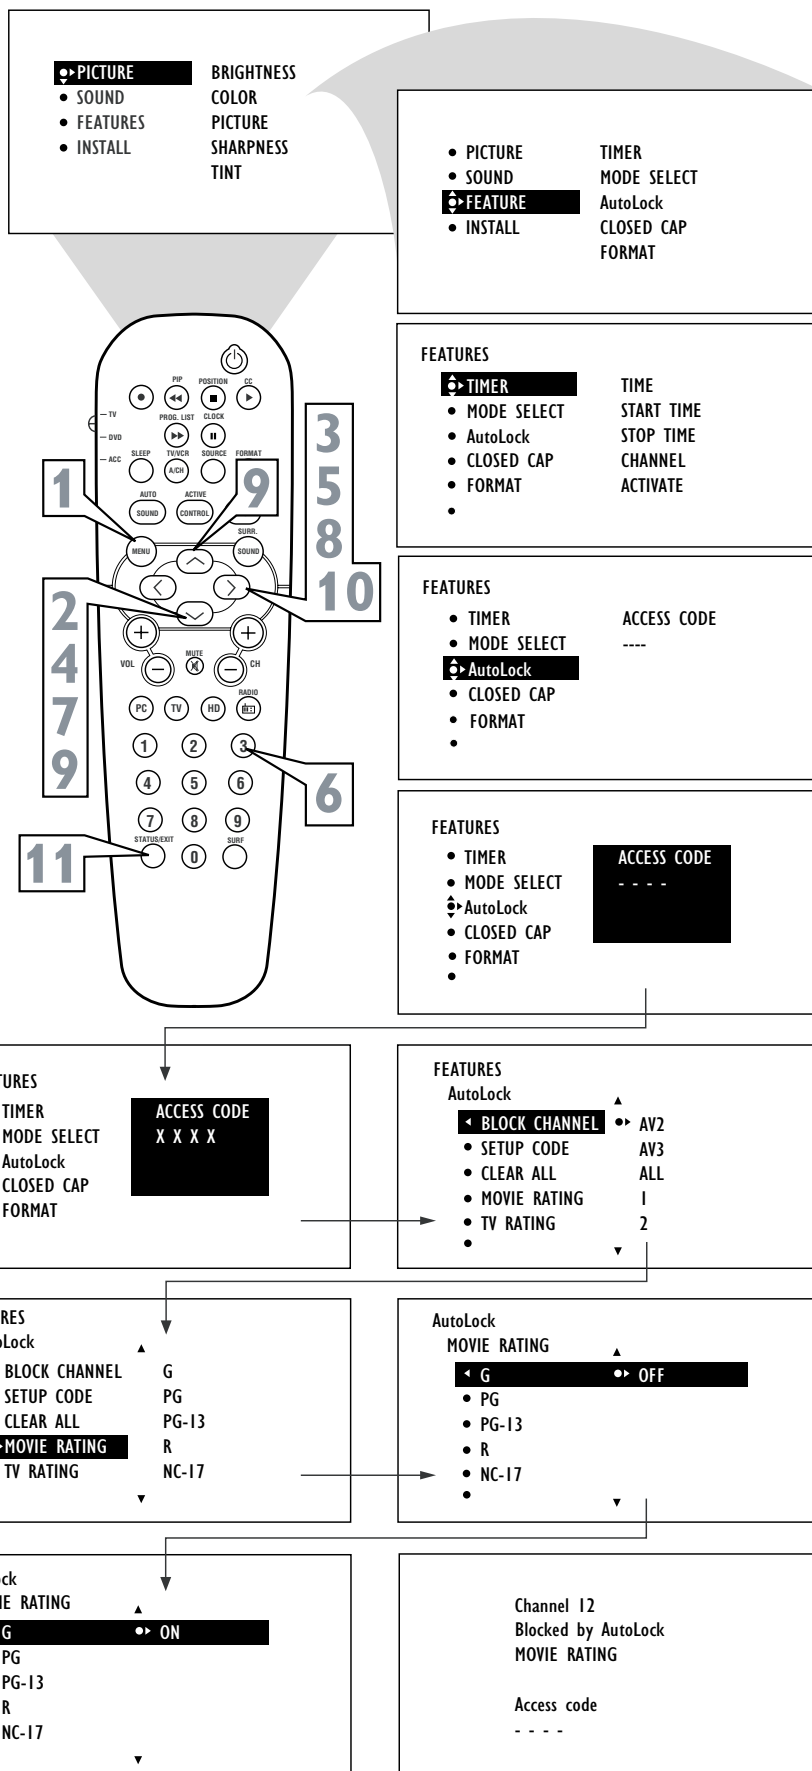 PICTURE BRIGHTNESS
SOUND COLOR
FEATURES PICTURE
INSTALL SHARPNESS
TINT
PICTURE TIMER
SOUND MODE SELECT
FEATURE AutoLock
INSTALL CLOSED CAP
FORMAT
FEATURES
TIMER TIME
MODE SELECT START TIME
AutoLock STOP TIME
CLOSED CAP CHANNEL
FORMAT ACTIVATE
FEATURES
TIMER ACCESS CODE
MODE SELECT ----
AutoLock
CLOSED CAP
FORMAT
FEATURES
TIMER ACCESS CODE
MODE SELECT - - - -
AutoLock
CLOSED CAP
FORMAT
PIP POSITION CC
TV
PROG. LIST CLOCK
DVD
ACC SLEEP TV/VCR SOURCE FORMAT
A/CH
AUTO ACTIVE
SOUND CONTROL
SURR.
MENU SOUND
VOL MUTE CH
RADIO
PC TV HD
1 2 3
4 5 6
7 8 9
STATUS/EXIT SURF
0
1
9
3
5
8
10
2
4
7
9
6
11
TURES
TIMER ACCESS CODE
MODE SELECT X X X X
AutoLock
CLOSED CAP
FORMAT
FEATURES
AutoLock
BLOCK CHANNEL AV2
SETUP CODE AV3
CLEAR ALL ALL
MOVIE RATING 1
TV RATING 2
RES
oLock
BLOCK CHANNEL G
SETUP CODE PG
CLEAR ALL PG-13
MOVIE RATING R
TV RATING NC-17
AutoLock
MOVIE RATING
G OFF
PG
PG-13
R
NC-17
ck
IE RATING
G ON
PG
PG-13
R
NC-17
Channel 12
Blocked by AutoLock
MOVIE RATING
Access code
- - - -